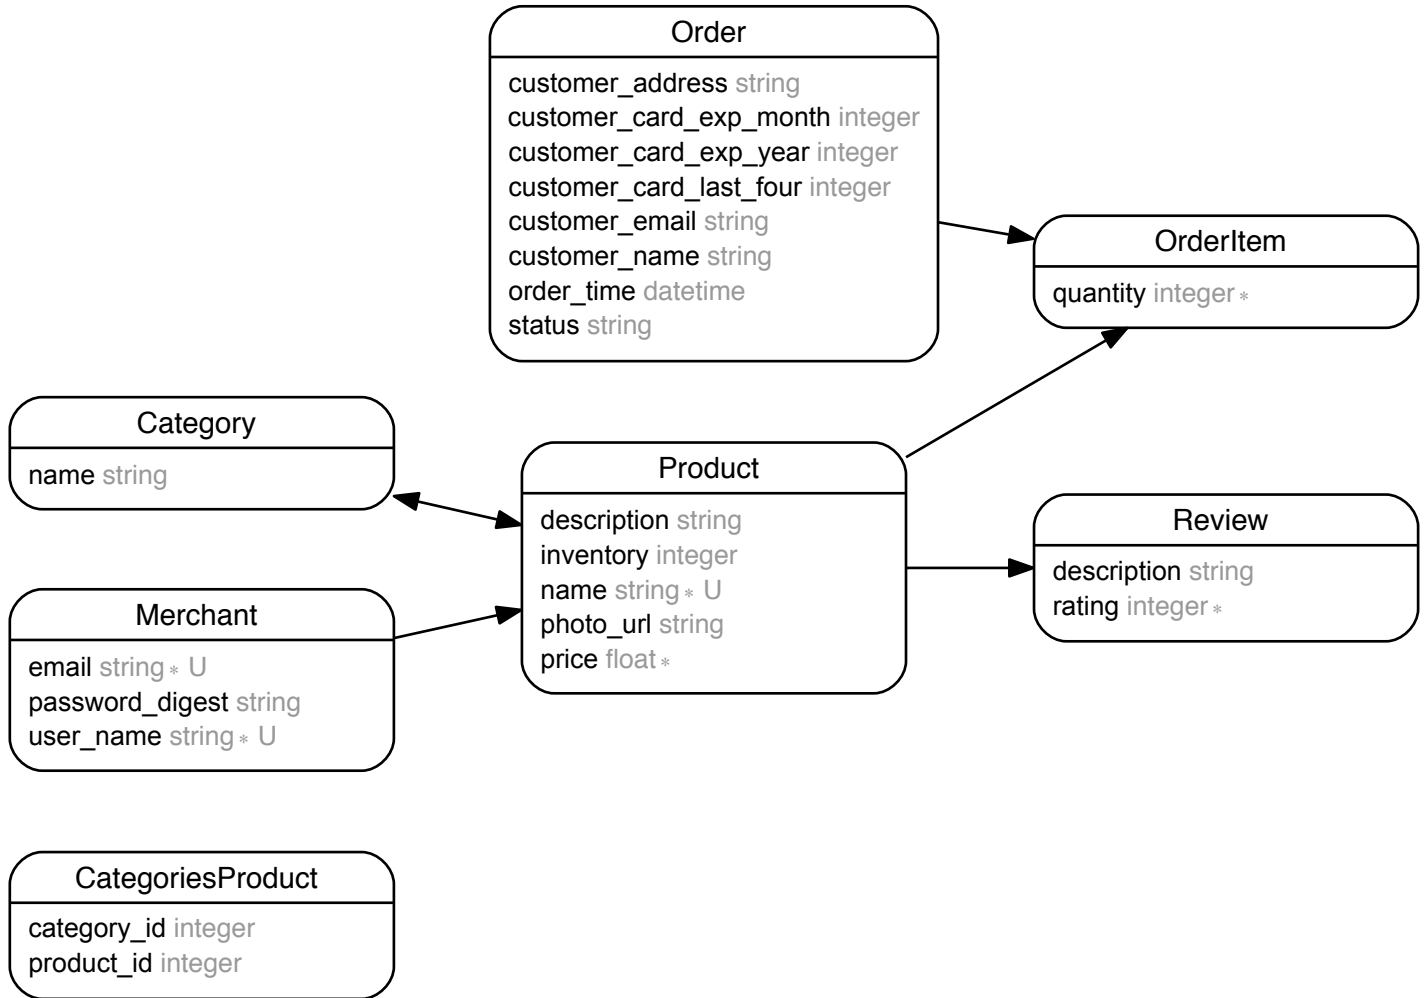 Order
customer_address string
customer_card_exp_month integer
customer_card_exp_year integer
customer_card_last_four integer
customer_email string
customer_name string
order_time datetime
status string
OrderItem
quantity integer *
Category
name string
Product
description string
inventory integer
name string * U
photo_url string
price float *
Review
description string
rating integer *
Merchant
email string * U
password_digest string
user_name string * U
CategoriesProduct
category_id integer
product_id integer